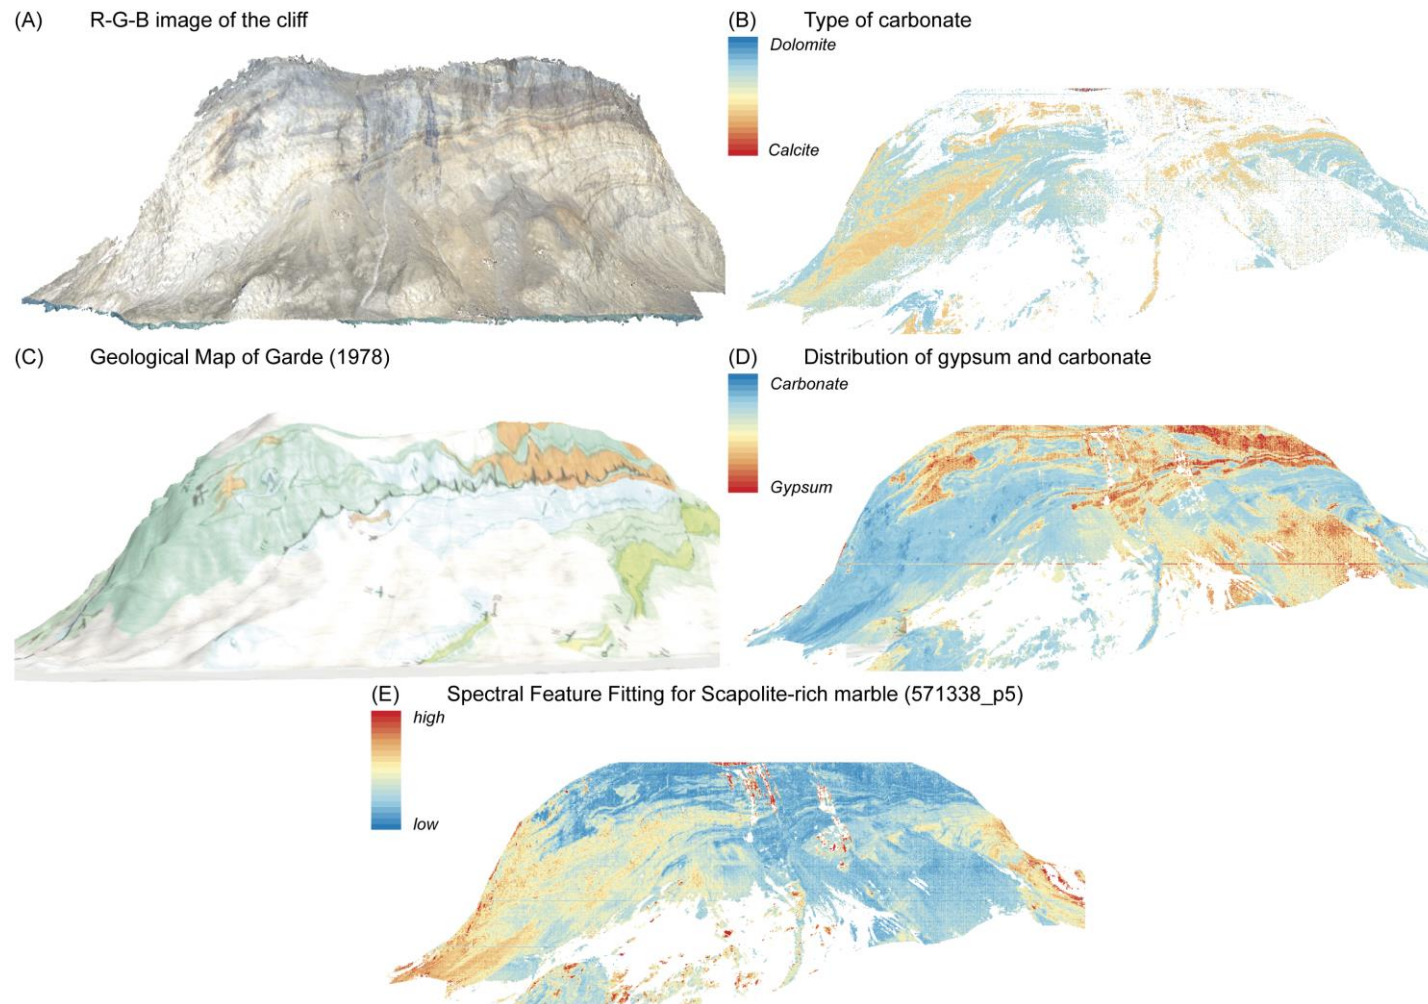 (A) R-G-B image of the cliff
(B) Type of carbonate
Dolomite
Calcite
(C) Geological Map of Garde (1978)
(D) Distribution of gypsum and carbonate
Carbonate
Gypsum
(E) Spectral Feature Fitting for Scapolite-rich marble (571338_p5)
high
low